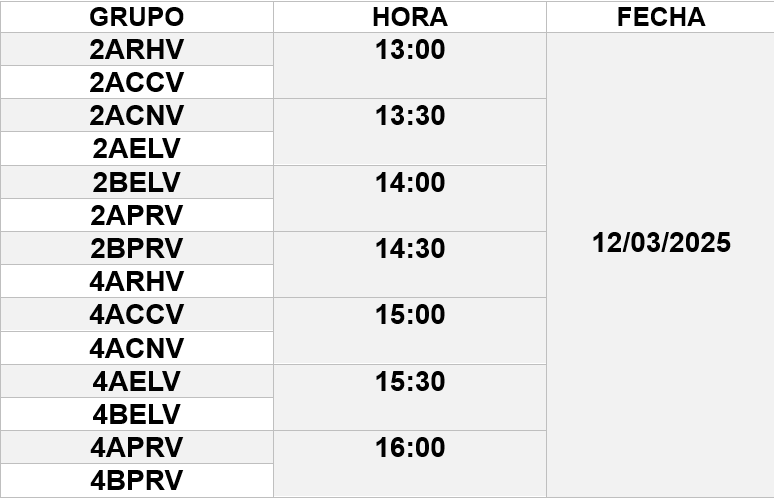 GRUPO HORA FECHA
2ARHV 13:00
2ACCV
2ACNV 13:30
2AELV
2BELV 14:00
2APRV
12/03/2025
2BPRV 14:30
4ARHV
4ACCV 15:00
4ACNV
4AELV 15:30
4BELV
4APRV 16:00
4BPRV